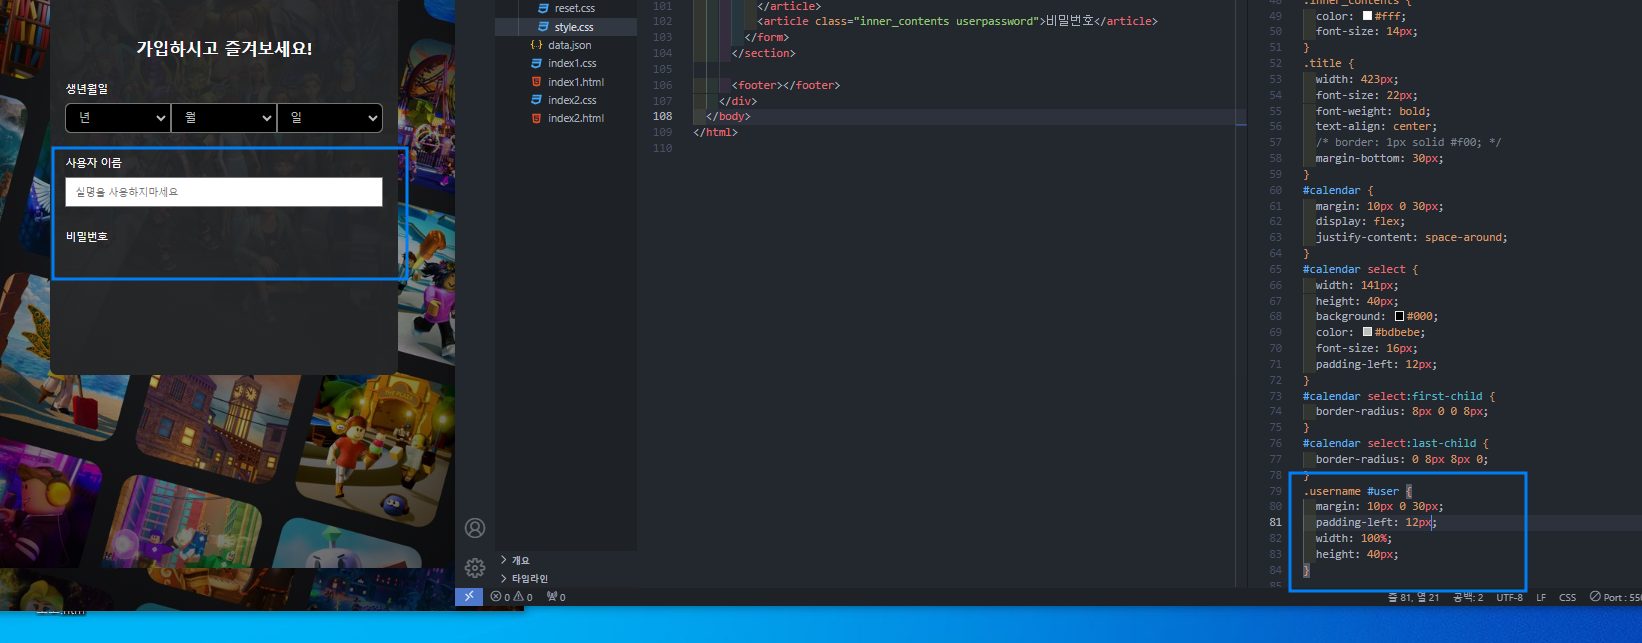 가입하시고 즐겨보세요!
생년월일
년
월
일
사용자 이름
실명을 사용하지마세요
비밀번호
reset.css
style.css
data.json
index1.css
index1.html
index2.css
index2.html
개요
타임라인
101 </article>
102 <article class="inner_contents userpassword">비밀번호</article>
103 </form>
104 </section>
105
106 <footer></footer>
107 </div>
108 </body>
109 </html>
110
48 .inner_contents {
49 color: #fff;
50 font-size: 14px;
51 }
52 .title {
53 width: 423px;
54 font-size: 22px;
55 font-weight: bold;
56 text-align: center;
57 /* border: 1px solid #f00; */
58 margin-bottom: 30px;
59 }
60 #calendar {
61 margin: 10px 0 30px;
62 display: flex;
63 justify-content: space-around;
64 }
65 #calendar select {
66 width: 141px;
67 height: 40px;
68 background: #000;
69 color: #bdbebe;
70 font-size: 16px;
71 padding-left: 12px;
72 }
73 #calendar select:first-child {
74 border-radius: 8px 0 0 8px;
75 }
76 #calendar select:last-child {
77 border-radius: 0 8px 8px 0;
78 }
79 .username #user {
80 margin: 10px 0 30px;
81 padding-left: 12px;
82 width: 100%;
83 height: 40px;
84 }
85
0 0 0
줄 81, 열 21 공백: 2 UTF-8 LF CSS Port : 550